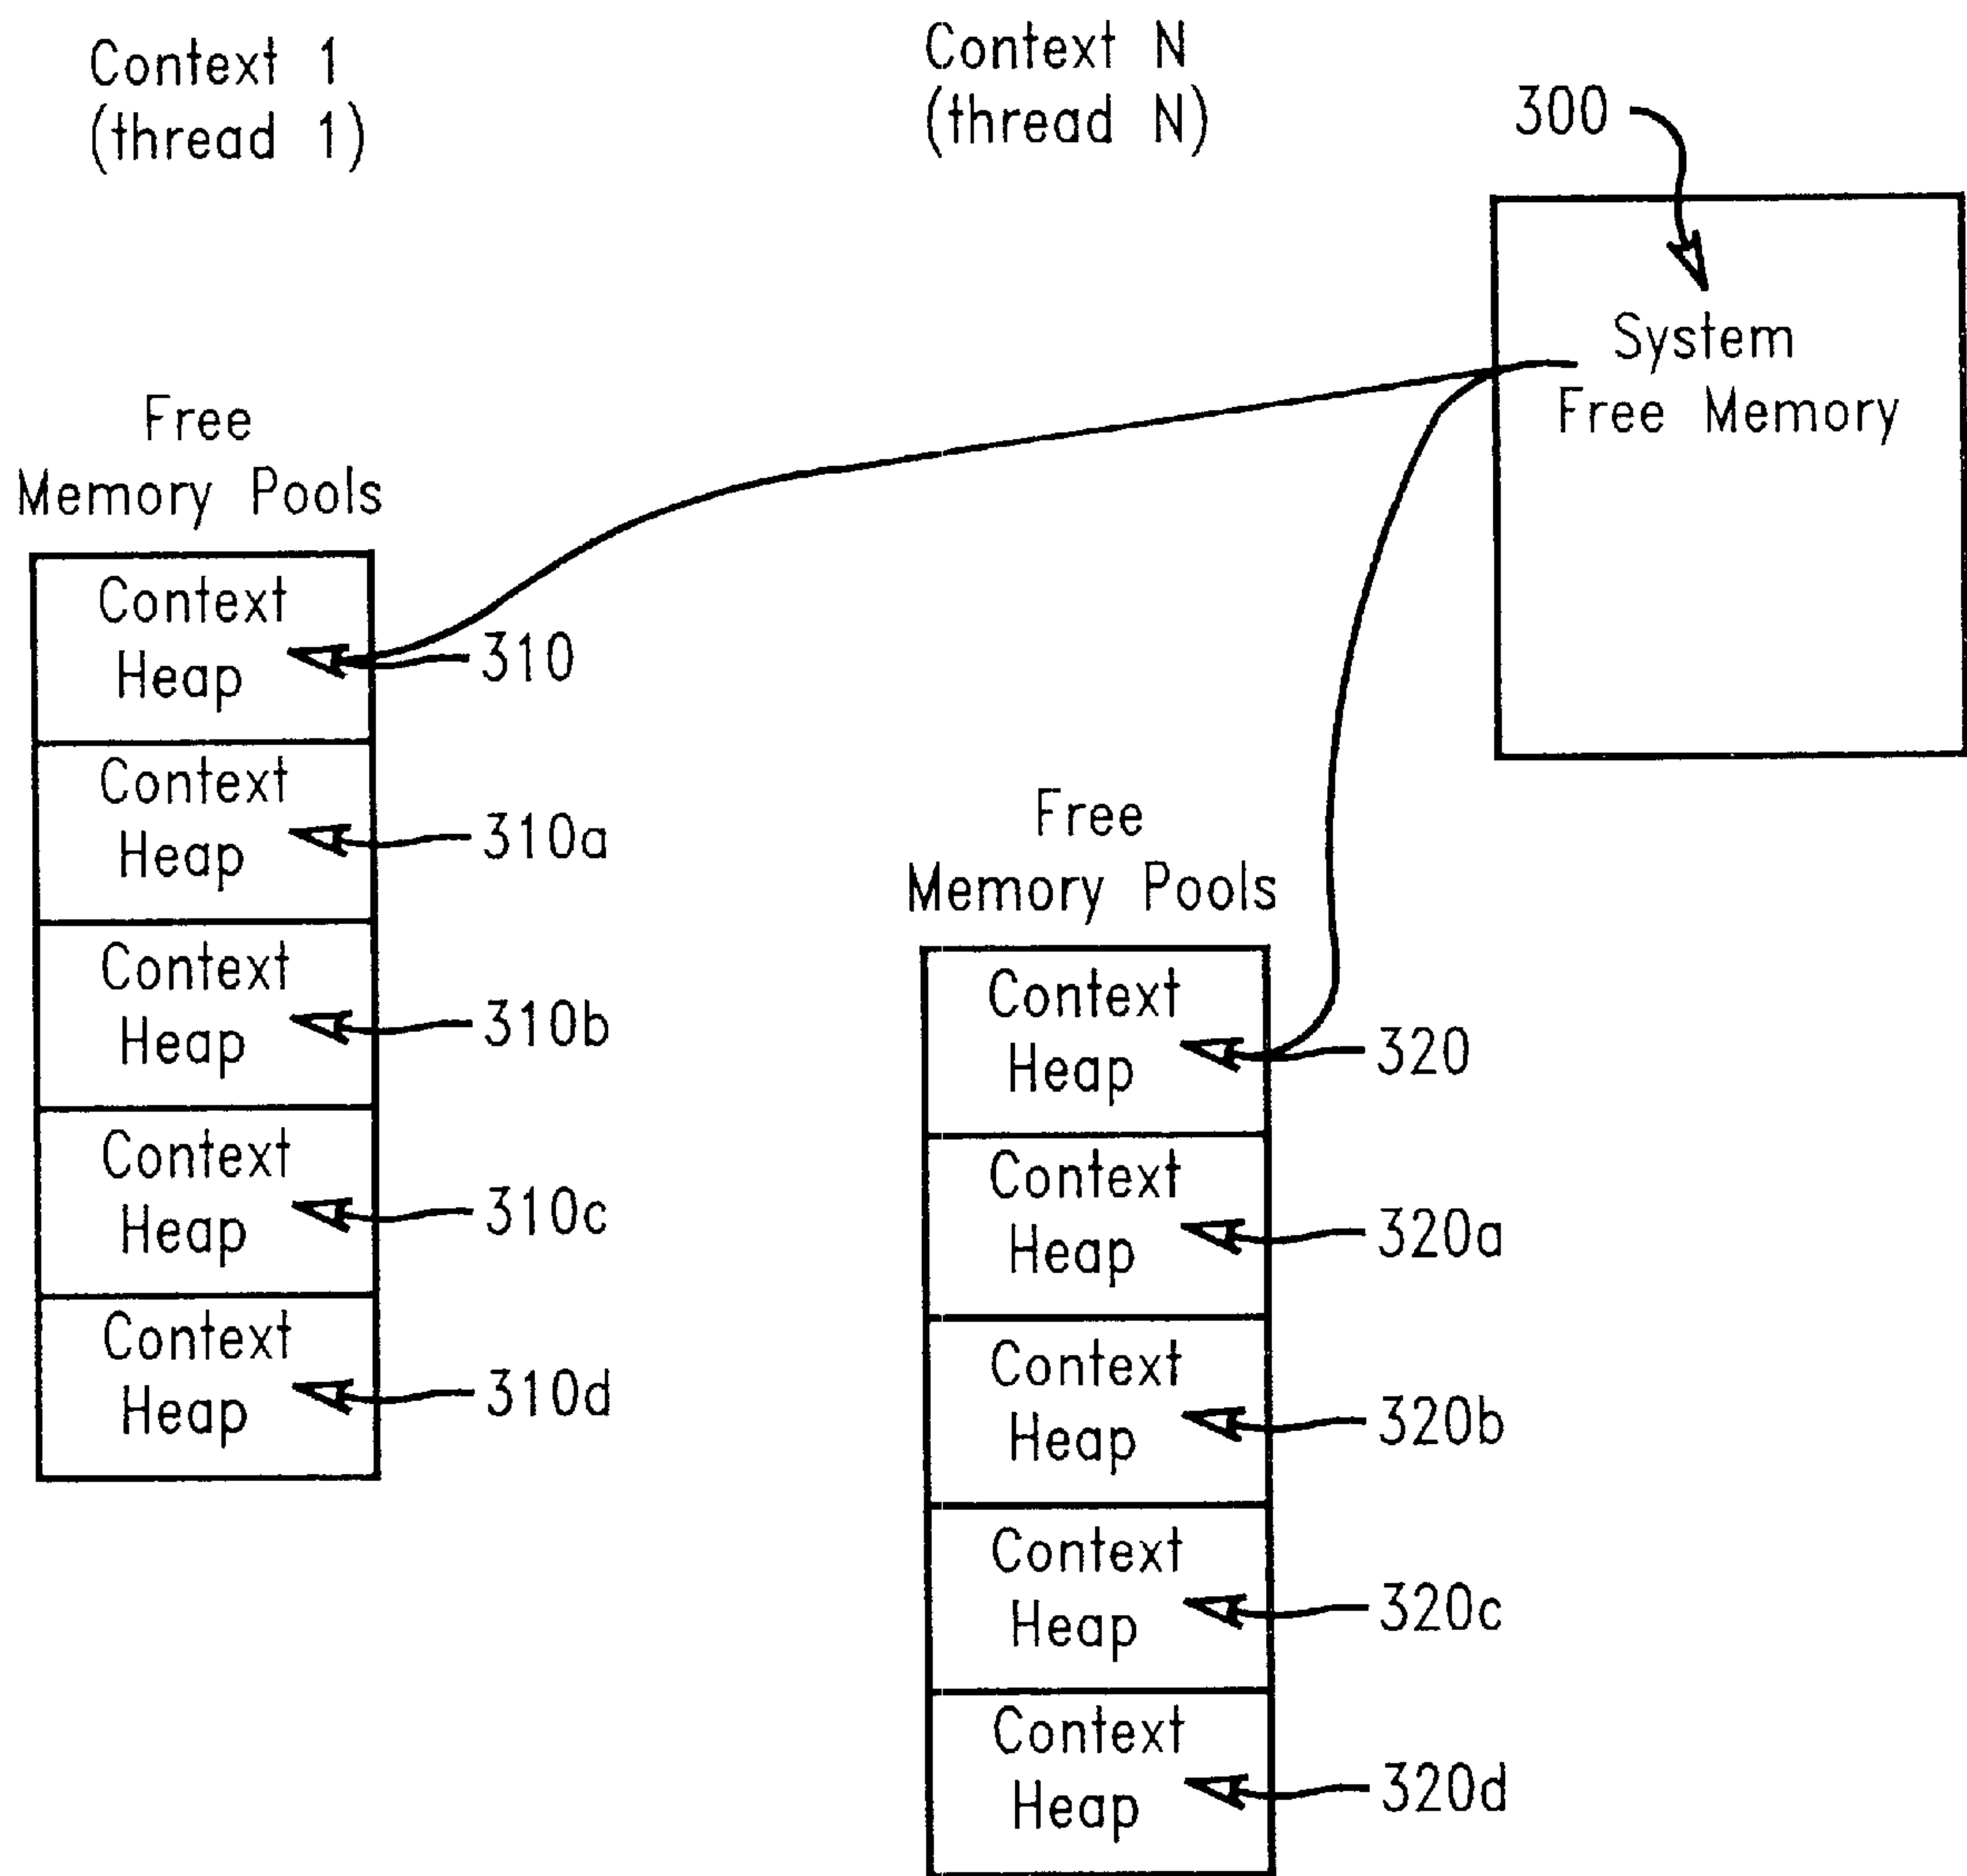 Context 1
(thread 1)
Context N
(thread N)
300
System
Free Memory
Free
Memory Pools
Context
Heap
310
Context
Heap
310a
Context
Heap
310b
Context
Heap
310c
Context
Heap
310d
Free
Memory Pools
Context
Heap
320
Context
Heap
320a
Context
Heap
320b
Context
Heap
320c
Context
Heap
320d